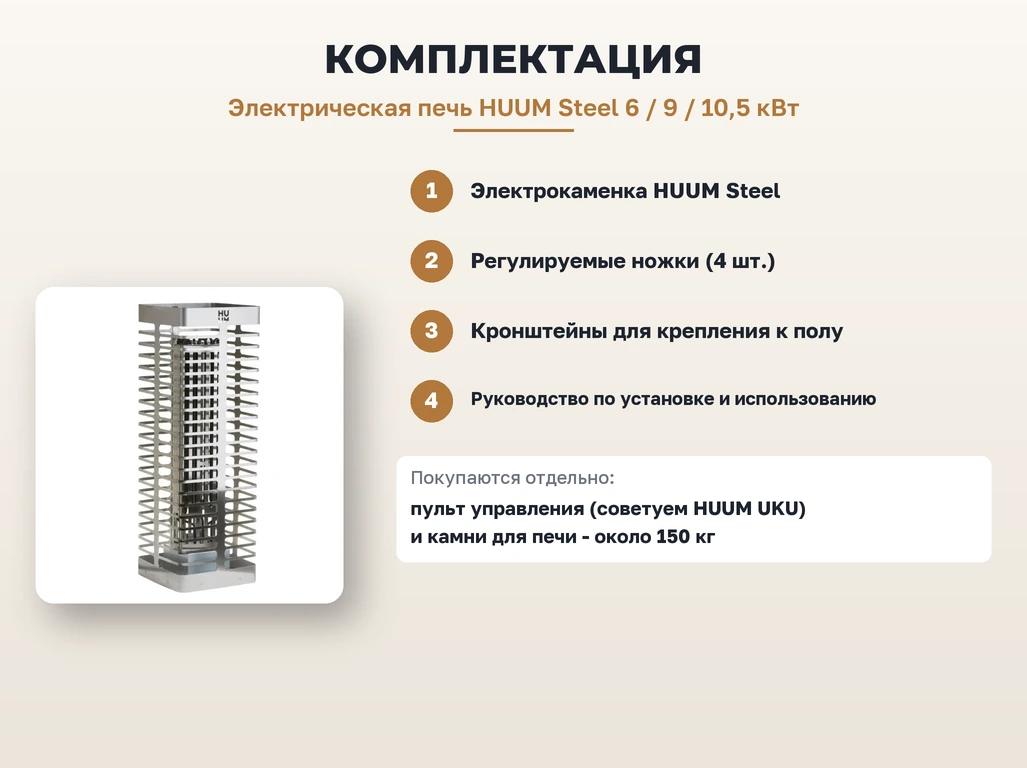 КОМПЛЕКТАЦИЯ
Электрическая печь HUUM Steel 6 / 9 / 10,5 кВт
1 Электрокаменка HUUM Steel
2 Регулируемые ножки (4 шт.)
3 Кронштейны для крепления к полу
4 Руководство по установке и использованию
HU
UM
Покупаются отдельно:
пульт управления (советуем HUUM UKU)
и камни для печи - около 150 кг